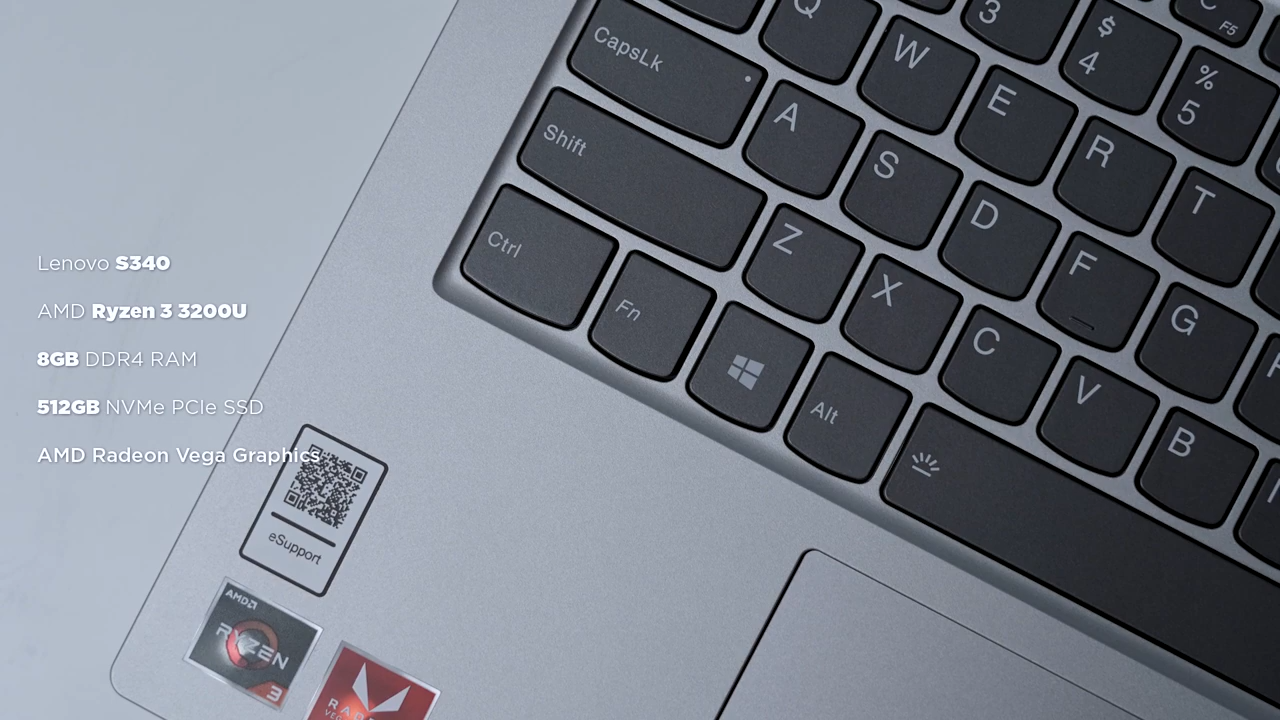 Lenovo S340
AMD Ryzen 3 3200U
8GB DDR4 RAM
512GB NVMe PCIe SSD
AMD Radeon Vega Graphics
eSupport
AMD
RYZEN
3
Q
3
$
4
F5
%
5
CapsLk
W
E
R
T
A
S
D
F
G
Shift
Z
X
C
V
B
Ctrl
Fn
Alt